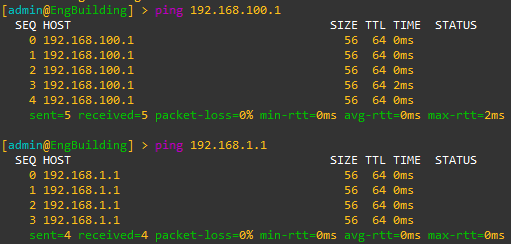 [admin@EngBuilding] > ping 192.168.100.1
SEQ HOST SIZE TTL TIME STATUS
0 192.168.100.1 56 64 0ms
1 192.168.100.1 56 64 0ms
2 192.168.100.1 56 64 0ms
3 192.168.100.1 56 64 2ms
4 192.168.100.1 56 64 0ms
sent=5 received=5 packet-loss=0% min-rtt=0ms avg-rtt=0ms max-rtt=2ms
[admin@EngBuilding] > ping 192.168.1.1
SEQ HOST SIZE TTL TIME STATUS
0 192.168.1.1 56 64 0ms
1 192.168.1.1 56 64 0ms
2 192.168.1.1 56 64 0ms
3 192.168.1.1 56 64 0ms
sent=4 received=4 packet-loss=0% min-rtt=0ms avg-rtt=0ms max-rtt=0ms